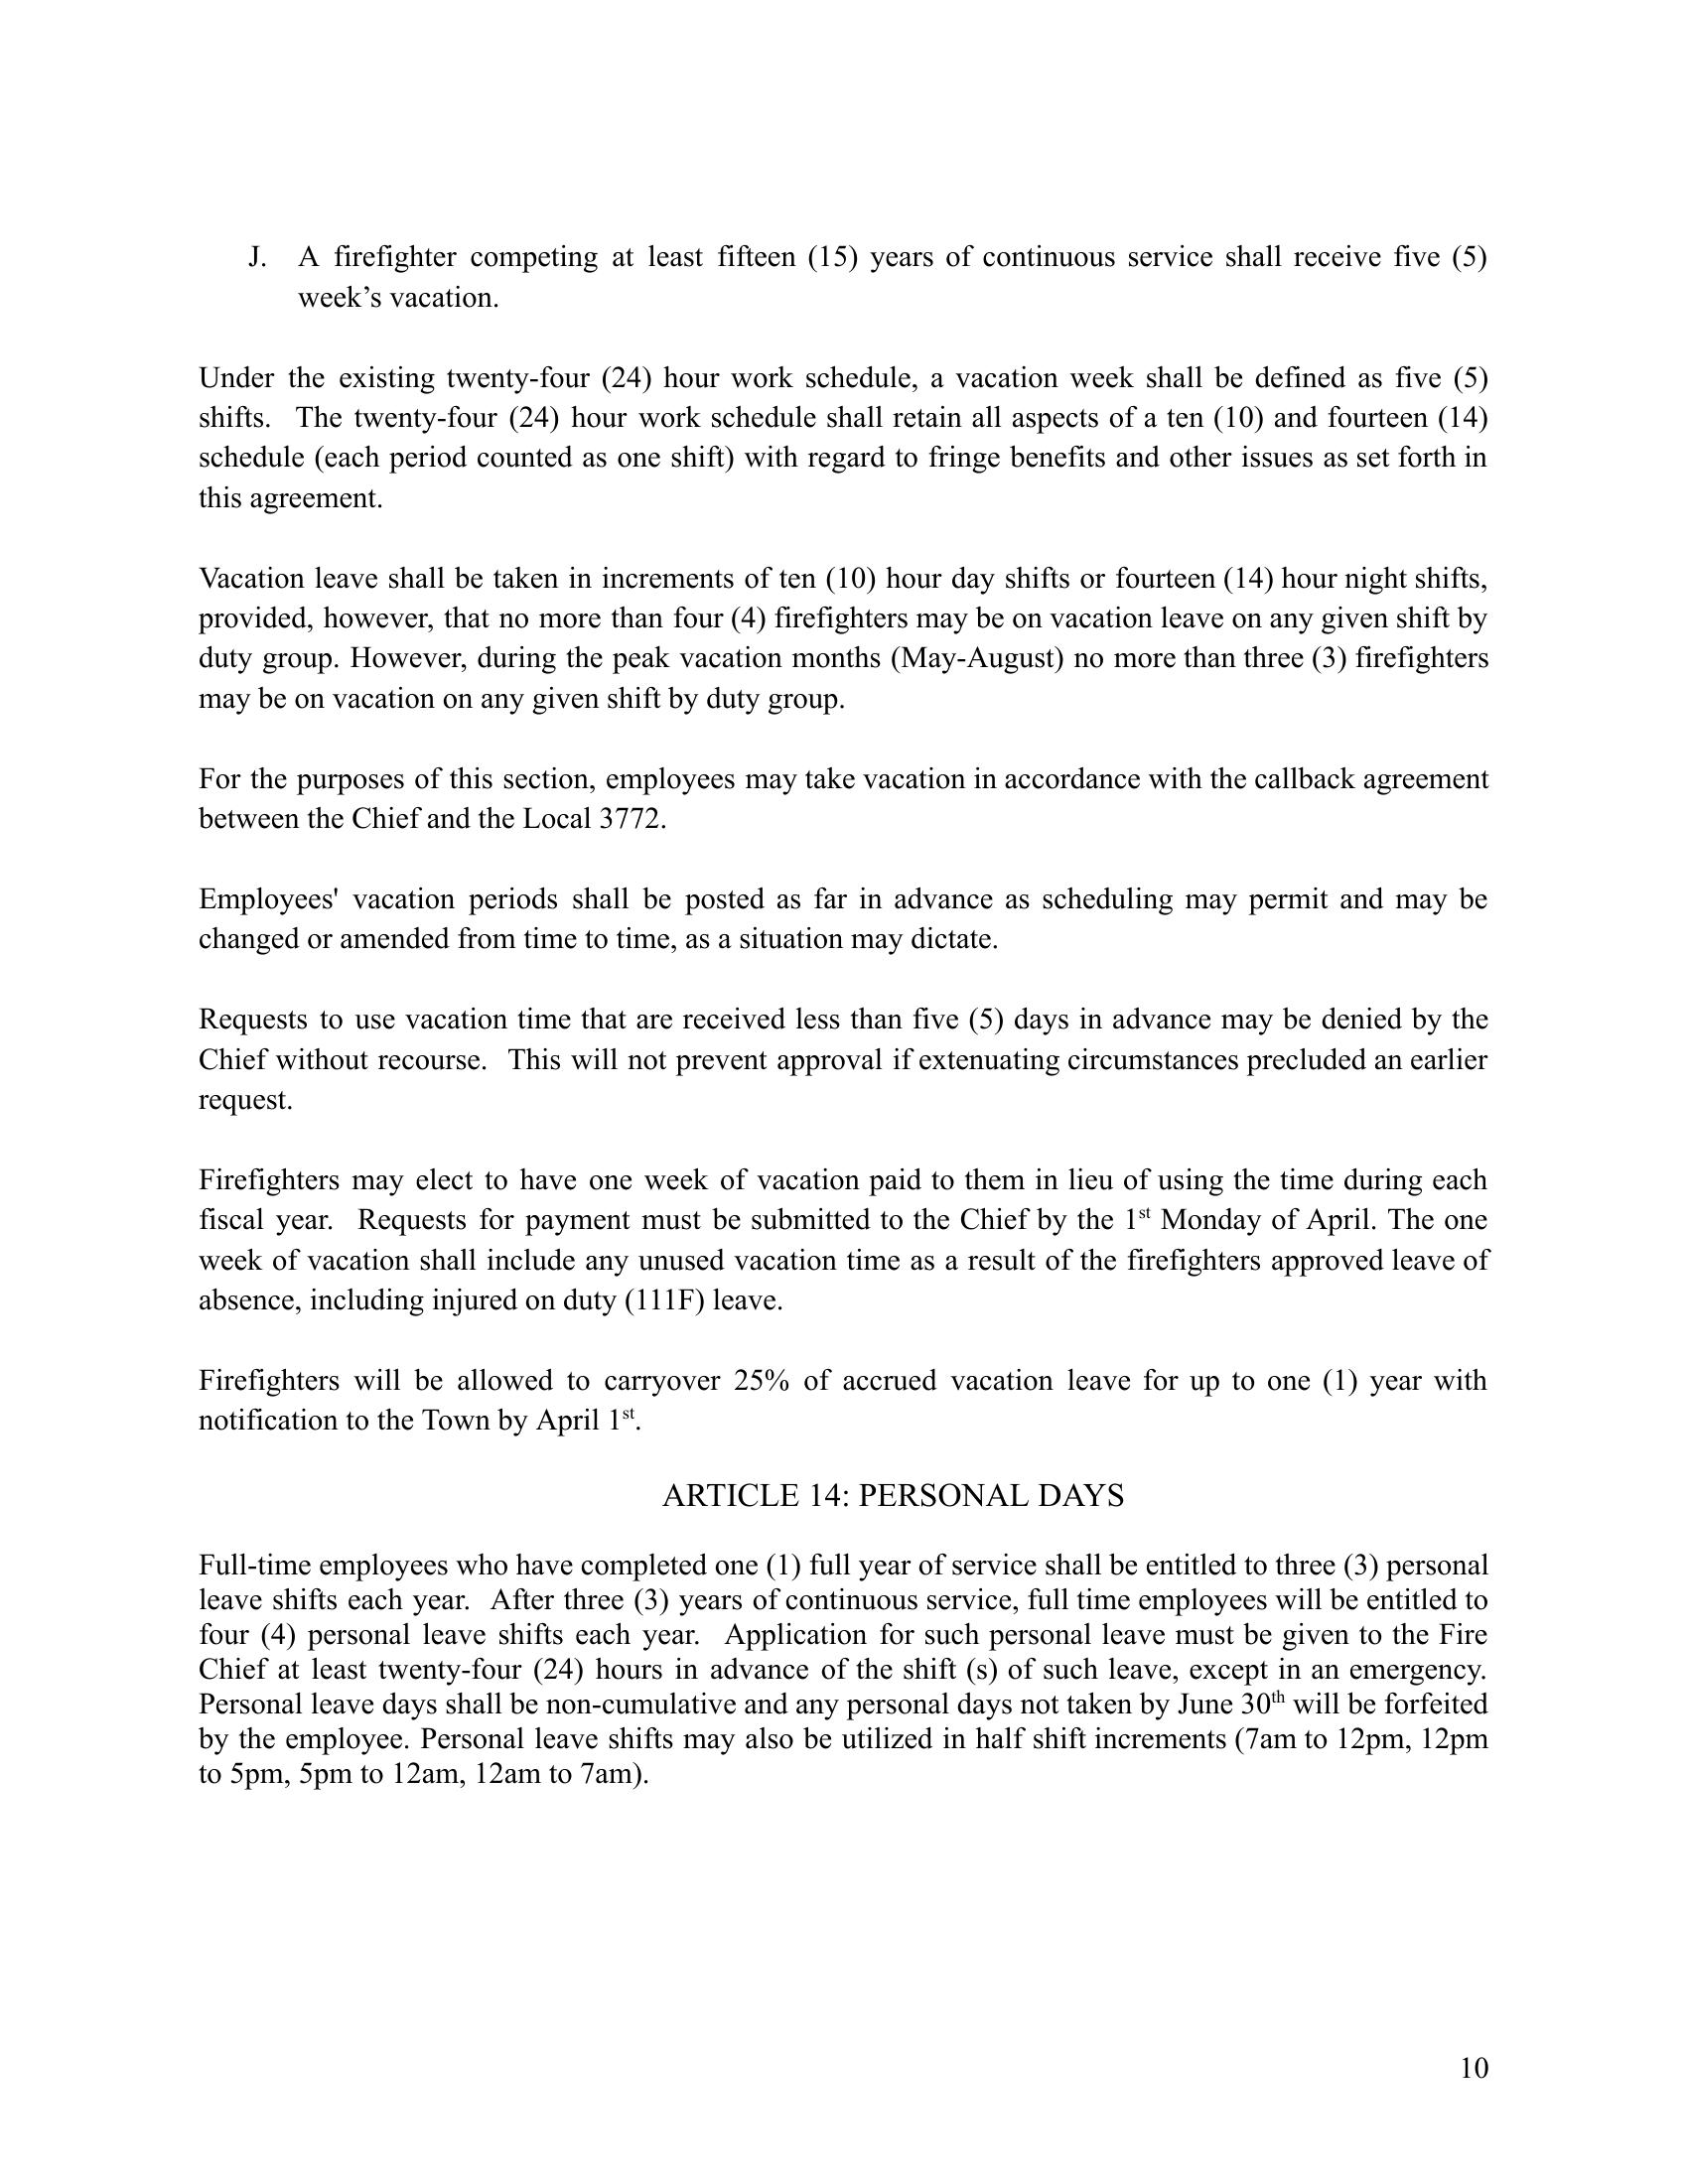 J. A firefighter competing at least fifteen (15) years of continuous service shall receive five (5)
week’s vacation.
Under the existing twenty-four (24) hour work schedule, a vacation week shall be defined as five (5)
shifts. The twenty-four (24) hour work schedule shall retain all aspects of a ten (10) and fourteen (14)
schedule (each period counted as one shift) with regard to fringe benefits and other issues as set forth in
this agreement.
Vacation leave shall be taken in increments of ten (10) hour day shifts or fourteen (14) hour night shifts,
provided, however, that no more than four (4) firefighters may be on vacation leave on any given shift by
duty group. However, during the peak vacation months (May-August) no more than three (3) firefighters
may be on vacation on any given shift by duty group.
For the purposes of this section, employees may take vacation in accordance with the callback agreement
between the Chief and the Local 3772.
Employees' vacation periods shall be posted as far in advance as scheduling may permit and may be
changed or amended from time to time, as a situation may dictate.
Requests to use vacation time that are received less than five (5) days in advance may be denied by the
Chief without recourse. This will not prevent approval if extenuating circumstances precluded an earlier
request.
Firefighters may elect to have one week of vacation paid to them in lieu of using the time during each
fiscal year. Requests for payment must be submitted to the Chief by the 1st Monday of April. The one
week of vacation shall include any unused vacation time as a result of the firefighters approved leave of
absence, including injured on duty (111F) leave.
Firefighters will be allowed to carryover 25% of accrued vacation leave for up to one (1) year with
notification to the Town by April 1st.
ARTICLE 14: PERSONAL DAYS
Full-time employees who have completed one (1) full year of service shall be entitled to three (3) personal
leave shifts each year. After three (3) years of continuous service, full time employees will be entitled to
four (4) personal leave shifts each year. Application for such personal leave must be given to the Fire
Chief at least twenty-four (24) hours in advance of the shift (s) of such leave, except in an emergency.
Personal leave days shall be non-cumulative and any personal days not taken by June 30th will be forfeited
by the employee. Personal leave shifts may also be utilized in half shift increments (7am to 12pm, 12pm
to 5pm, 5pm to 12am, 12am to 7am).
10